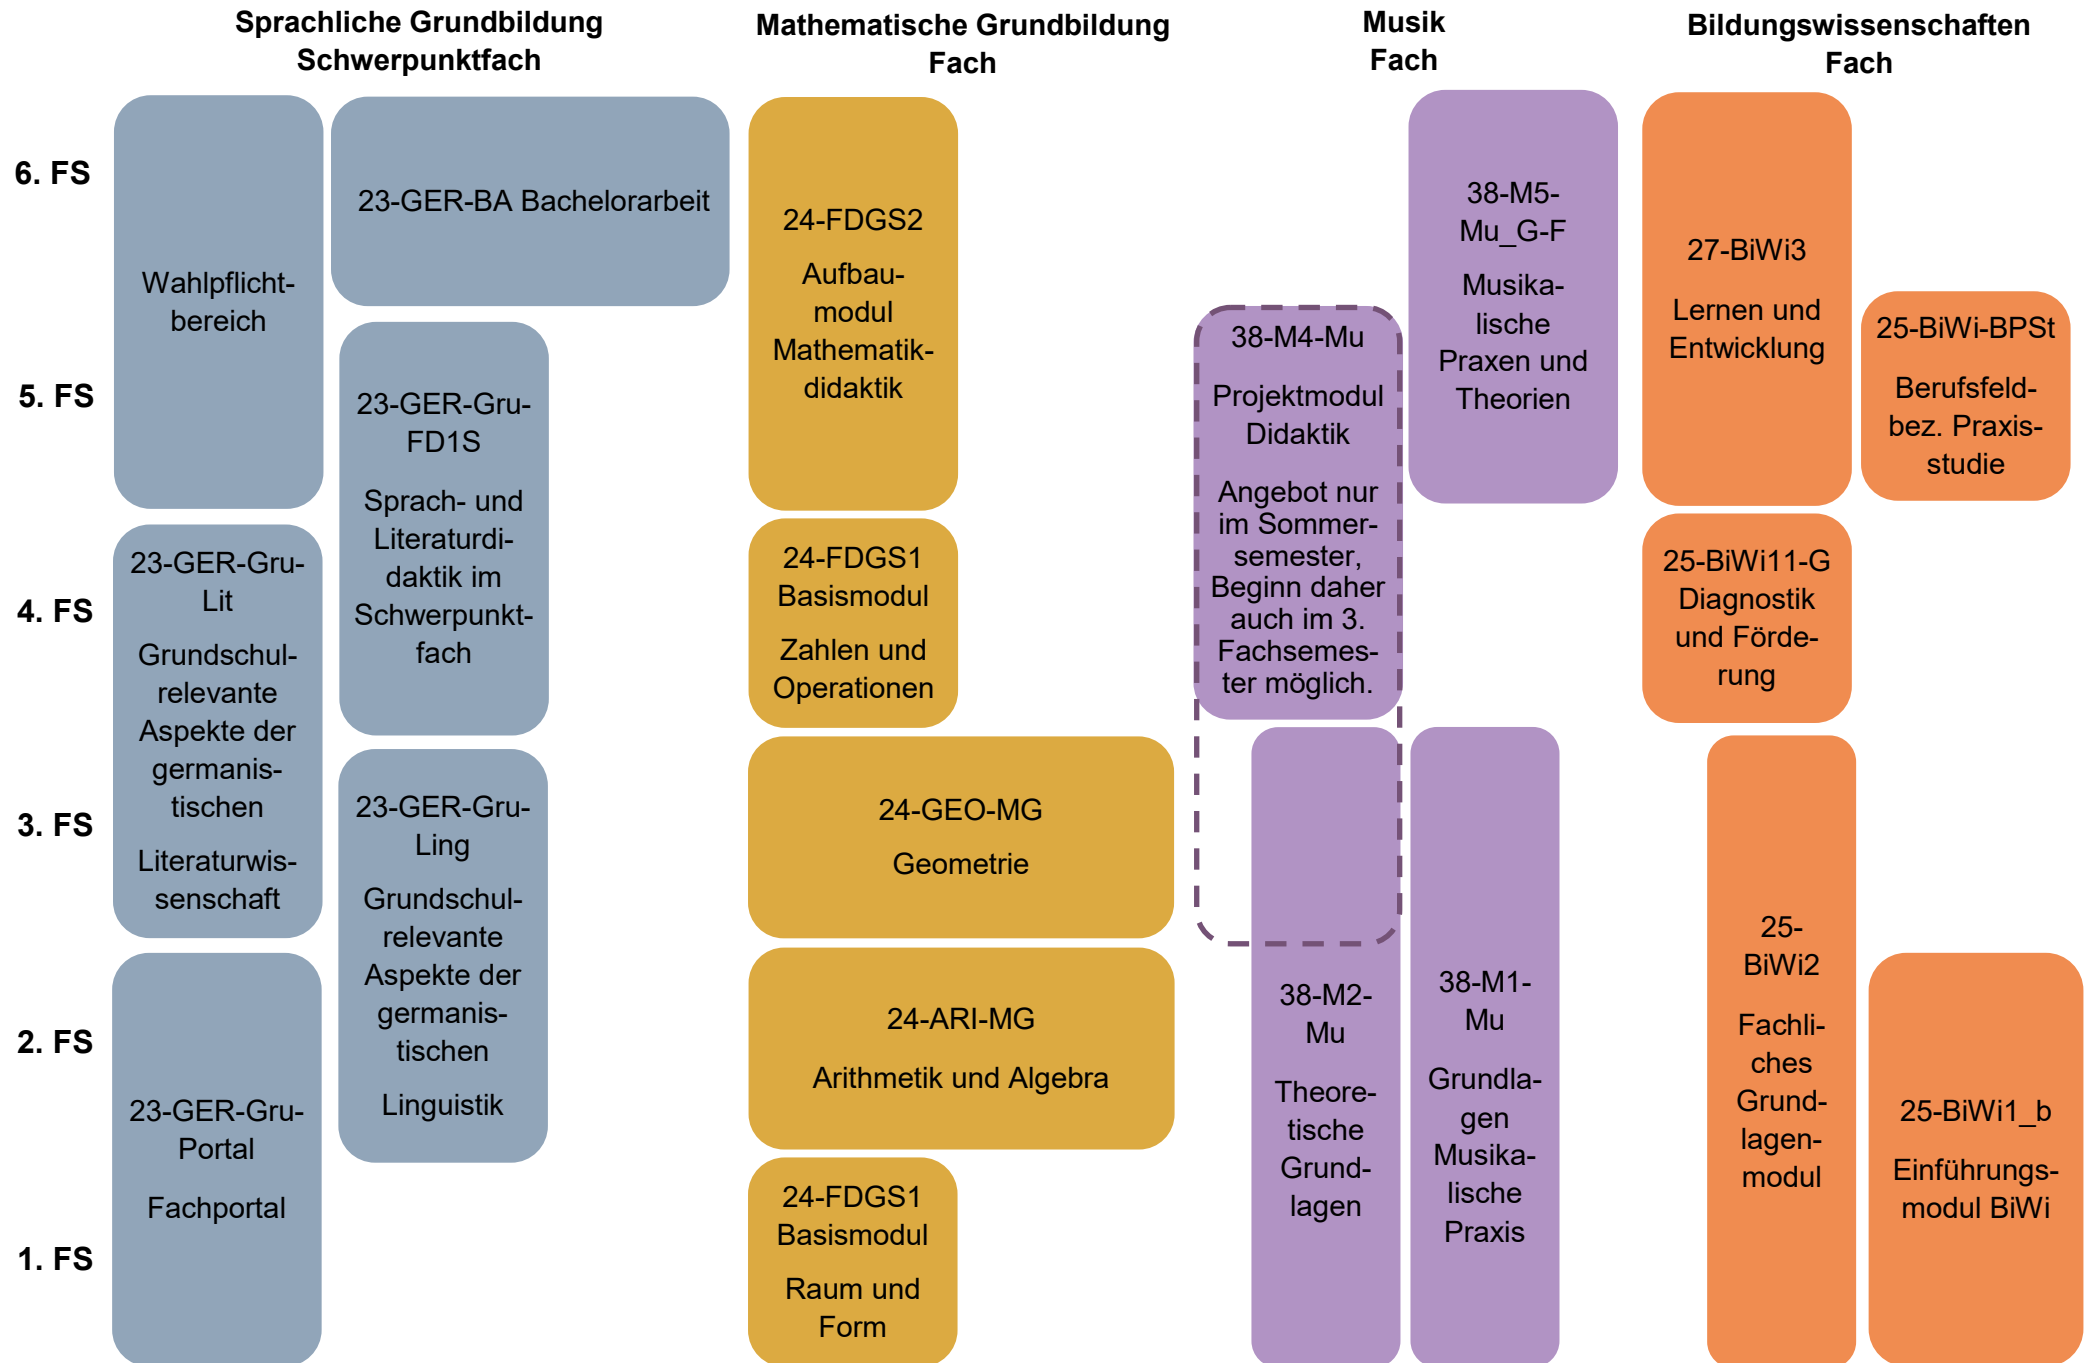 Sprachliche Grundbildung
Schwerpunktfach
Mathematische Grundbildung
Fach
Musik
Fach
Bildungswissenschaften
Fach
6. FS
5. FS
4. FS
3. FS
2. FS
1. FS
Wahlpflicht-
bereich
23-GER-BA Bachelorarbeit
23-GER-Gru-
FD1S
Sprach- und
Literaturdi-
daktik im
Schwerpunkt-
fach
23-GER-Gru-
Lit
Grundschul-
relevante
Aspekte der
germanis-
tischen
Literaturwis-
senschaft
23-GER-Gru-
Ling
Grundschul-
relevante
Aspekte der
germanis-
tischen
Linguistik
23-GER-Gru-
Portal
Fachportal
24-FDGS2
Aufbau-
modul
Mathematik-
didaktik
24-FDGS1
Basismodul
Zahlen und
Operationen
24-GEO-MG
Geometrie
24-ARI-MG
Arithmetik und Algebra
24-FDGS1
Basismodul
Raum und
Form
38-M5-
Mu_G-F
Musika-
lische
Praxen und
Theorien
38-M4-Mu
Projektmodul
Didaktik
Angebot nur
im Sommer-
semester,
Beginn daher
auch im 3.
Fachsemes-
ter möglich.
38-M2-
Mu
Theore-
tische
Grund-
lagen
38-M1-
Mu
Grundla-
gen
Musika-
lische
Praxis
27-BiWi3
Lernen und
Entwicklung
25-BiWi-BPSt
Berufsfeld-
bez. Praxis-
studie
25-BiWi11-G
Diagnostik
und Förde-
rung
25-
BiWi2
Fachli-
ches
Grund-
lagen-
modul
25-BiWi1_b
Einführungs-
modul BiWi